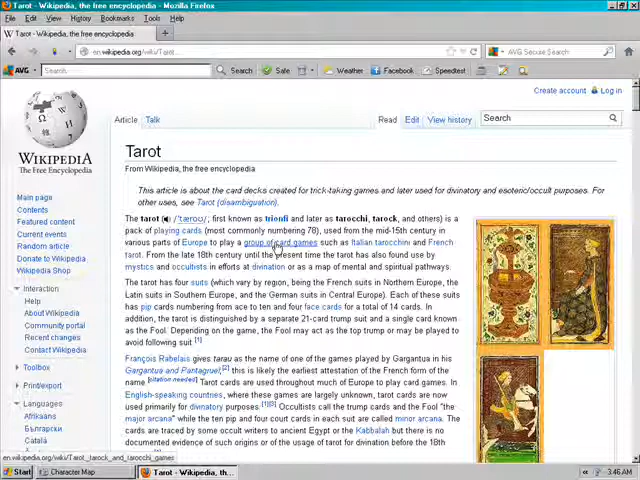 Tarot - Wikipedia, the free encyclopedia - Mozilla Firefox
File Edit View History Bookmarks Tools Help
W Tarot - Wikipedia, the free encyclopedia +
en.wikipedia.org/wiki/Tarot AVG Secure Search
AVG Search Search Safe Weather Facebook Speedtest
Create account Log in
Article Talk Read Edit View history Search
WIKIPEDIA
The Free Encyclopedia
Main page
Contents
Featured content
Current events
Random article
Donate to Wikipedia
Wikipedia Shop
Interaction
Help
About Wikipedia
Community portal
Recent changes
Contact Wikipedia
Toolbox
Print/export
Languages
Afrikaans
Български
Català
Tarot
From Wikipedia, the free encyclopedia
This article is about the card decks created for trick-taking games and later used for divinatory and esoteric/occult purposes. For
other uses, see Tarot (disambiguation).
The tarot (/ˈtæroʊ/; first known as trionfi and later as tarocchi, tarock, and others) is a
pack of playing cards (most commonly numbering 78), used from the mid-15th century in
various parts of Europe to play a group of card games such as Italian tarocchini and French
tarot. From the late 18th century until the present time the tarot has also found use by
mystics and occultists in efforts at divination or as a map of mental and spiritual pathways.
The tarot has four suits (which vary by region, being the French suits in Northern Europe, the
Latin suits in Southern Europe, and the German suits in Central Europe). Each of these suits
has pip cards numbering from ace to ten and four face cards for a total of 14 cards. In
addition, the tarot is distinguished by a separate 21-card trump suit and a single card known
as the Fool. Depending on the game, the Fool may act as the top trump or may be played to
avoid following suit.[1]
François Rabelais gives tarau as the name of one of the games played by Gargantua in his
Gargantua and Pantagruel;[2] this is likely the earliest attestation of the French form of the
name.[citation needed] Tarot cards are used throughout much of Europe to play card games. In
English-speaking countries, where these games are largely unknown, tarot cards are now
used primarily for divinatory purposes.[1][3] Occultists call the trump cards and the Fool "the
major arcana" while the ten pip and four court cards in each suit are called minor arcana. The
cards are traced by some occult writers to ancient Egypt or the Kabbalah but there is no
documented evidence of such origins or of the usage of tarot for divination before the 18th
en.wikipedia.org/wiki/Tarot,_tarock_and_tarocchi_games
Start Character Map Tarot - Wikipedia, th... 3:46 AM